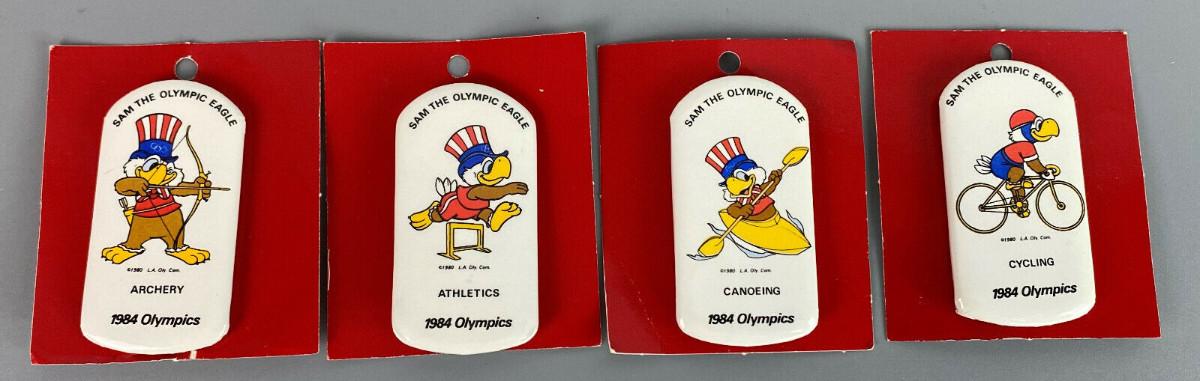 SAM THE OLYMPIC EAGLE
©1980 L.A. Oly. Com.
ARCHERY
1984 Olympics
SAM THE OLYMPIC EAGLE
©1980 L.A. Oly. Com.
ATHLETICS
1984 Olympics
SAM THE OLYMPIC EAGLE
©1980 L.A. Oly. Com.
CANOEING
1984 Olympics
SAM THE OLYMPIC EAGLE
©1980 L.A. Oly. Com.
CYCLING
1984 Olympics